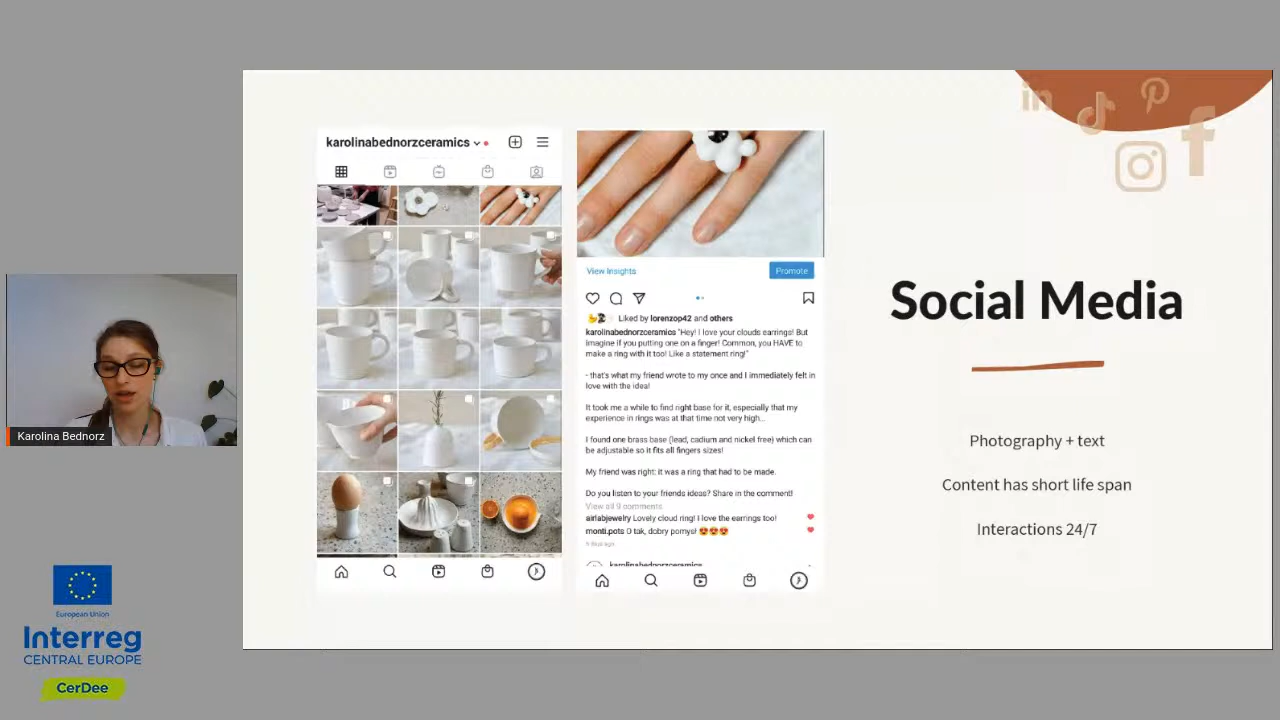 karolinabednorzceramics
View Insights
Promote
Liked by lorenzop42 and others
karolinabednorzceramics "Hey! I love your clouds earrings! But
imagine if you putting one on a finger! Common, you HAVE to
make a ring with it too! Like a statement ring!"
- that's what my friend wrote to my once and I immediately felt in
love with the idea!
It took me a while to find right base for it, especially that my
experience in rings was at that time not very high...
I found one brass base (lead, cadium and nickel free) which can
be adjustable so it fits all fingers sizes!
My friend was right: it was a ring that had to be made.
Do you listen to your friends ideas? Share in the comment!
View all 9 comments
airlabjewelry Lovely cloud ring! I love the earrings too!
monti.pots O tak, dobry pomys! 😍😍😍
karolinabednorzceramics
in
Social Media
Photography + text
Content has short life span
Interactions 24/7
Karolina Bednorz
European Union
Interreg
CENTRAL EUROPE
CerDee